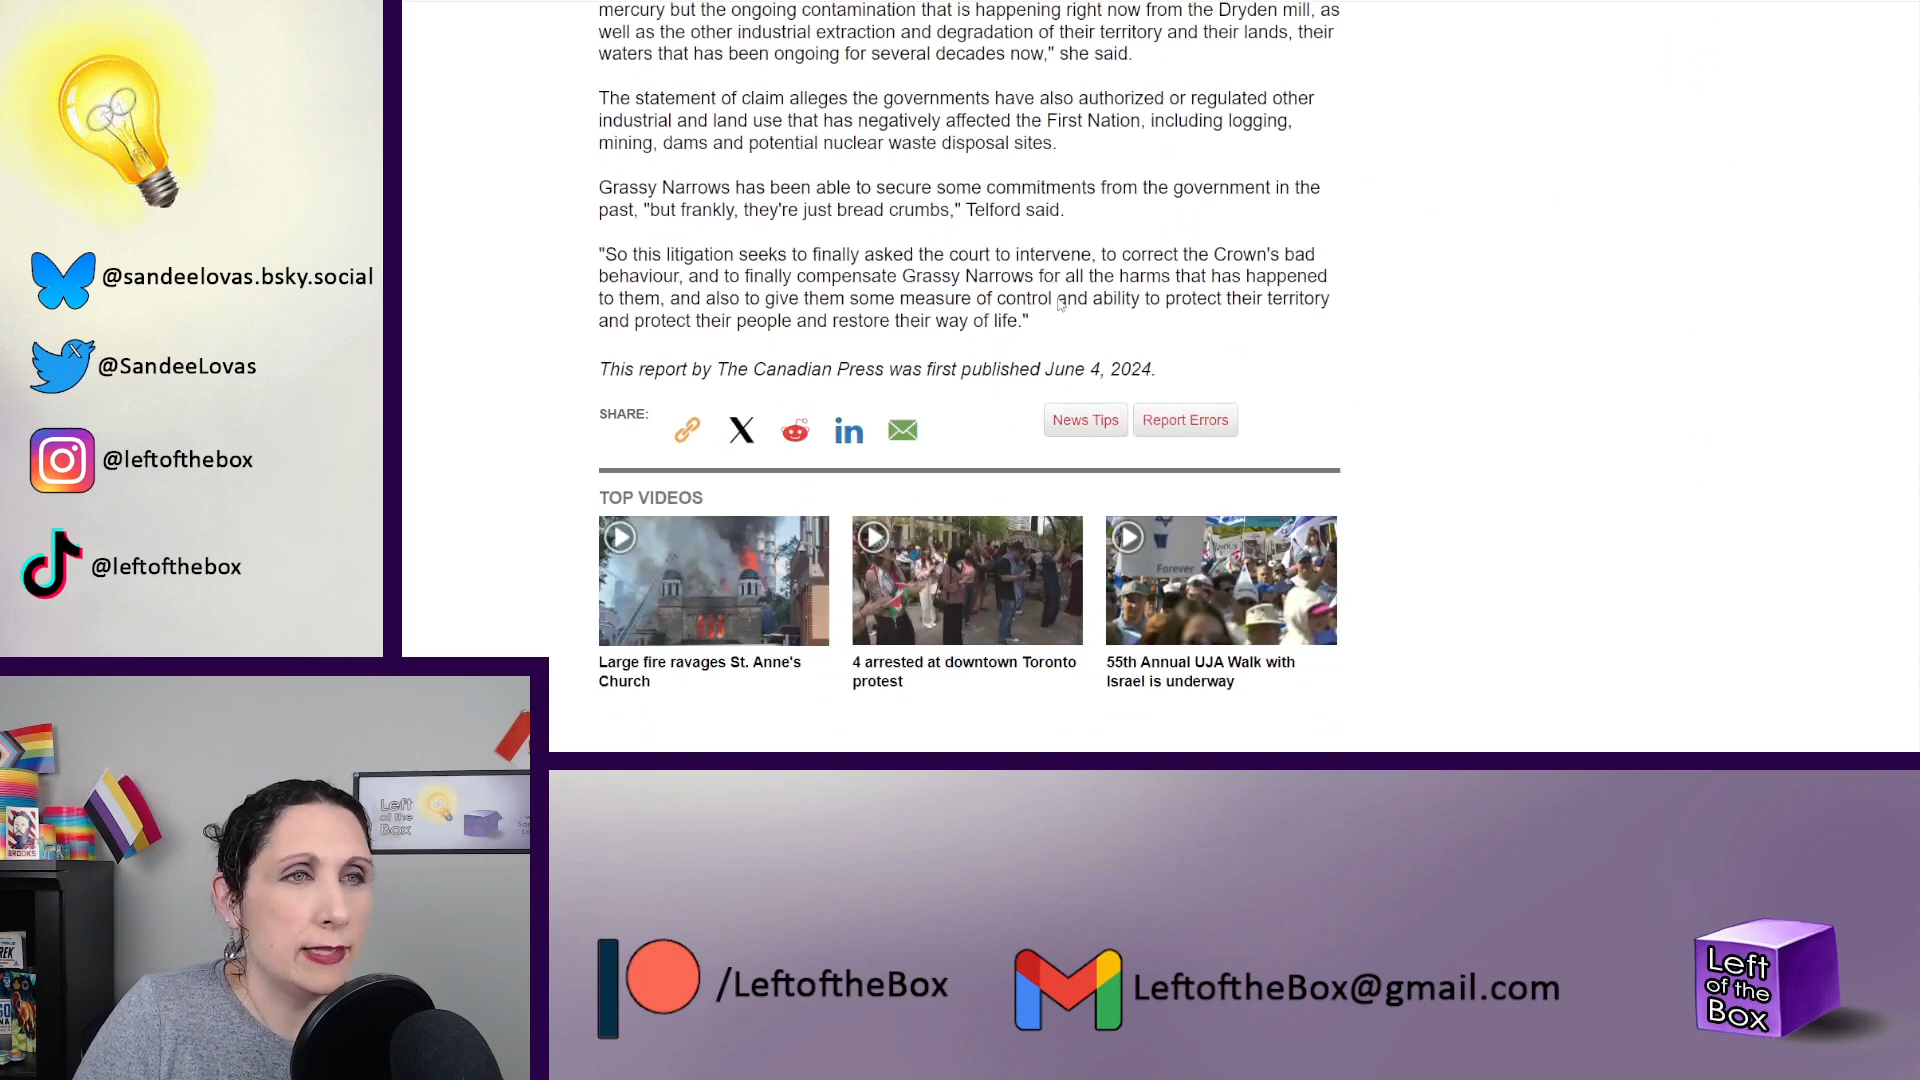 mercury but the ongoing contamination that is happening right now from the Dryden mill, as
well as the other industrial extraction and degradation of their territory and their lands, their
waters that has been ongoing for several decades now," she said.
The statement of claim alleges the governments have also authorized or regulated other
industrial and land use that has negatively affected the First Nation, including logging,
mining, dams and potential nuclear waste disposal sites.
Grassy Narrows has been able to secure some commitments from the government in the
past, "but frankly, they're just bread crumbs," Telford said.
"So this litigation seeks to finally asked the court to intervene, to correct the Crown's bad
behaviour, and to finally compensate Grassy Narrows for all the harms that has happened
to them, and also to give them some measure of control and ability to protect their territory
and protect their people and restore their way of life."
This report by The Canadian Press was first published June 4, 2024.
SHARE:
News Tips
Report Errors
TOP VIDEOS
Forever
Large fire ravages St. Anne's
Church
4 arrested at downtown Toronto
protest
55th Annual UJA Walk with
Israel is underway
@sandeelovas.bsky.social
@SandeeLovas
@leftofthebox
@leftofthebox
Left
of the
Box
BROOKS
/LeftoftheBox
LeftoftheBox@gmail.com
Left
of the
Box